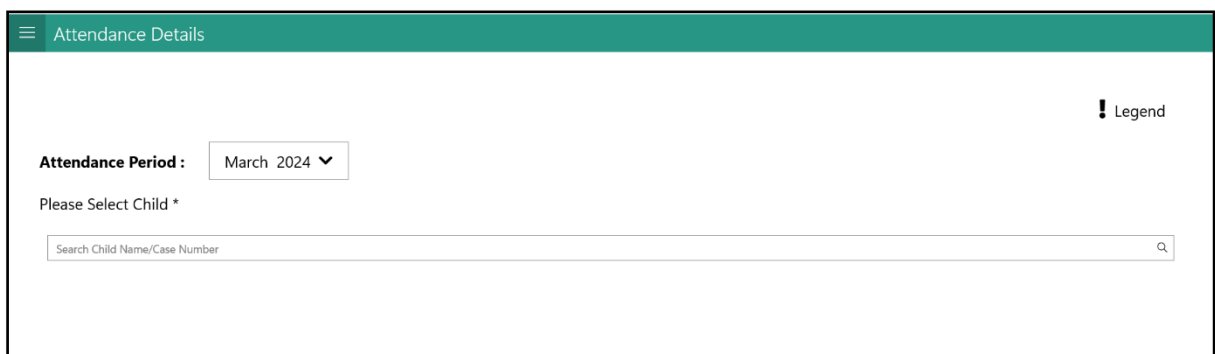 Attendance Details
Legend
Attendance Period : March 2024
Please Select Child *
Search Child Name/Case Number